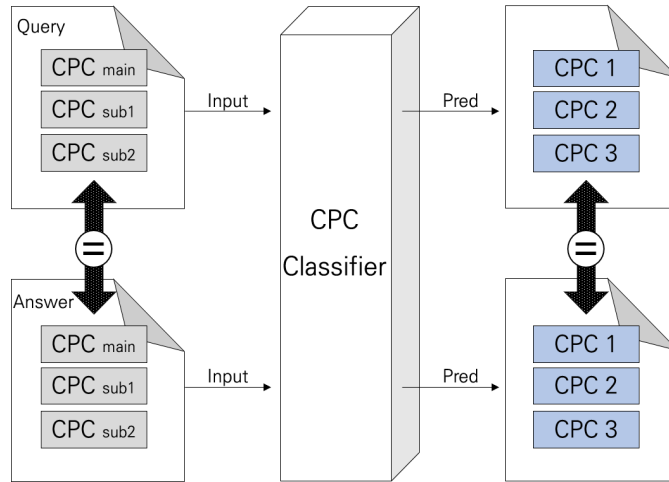 Query
CPC main
CPC sub1
CPC sub2
Input
CPC
Classifier
Pred
CPC 1
CPC 2
CPC 3
=
=
Answer
CPC main
CPC sub1
CPC sub2
Input
Pred
CPC 1
CPC 2
CPC 3